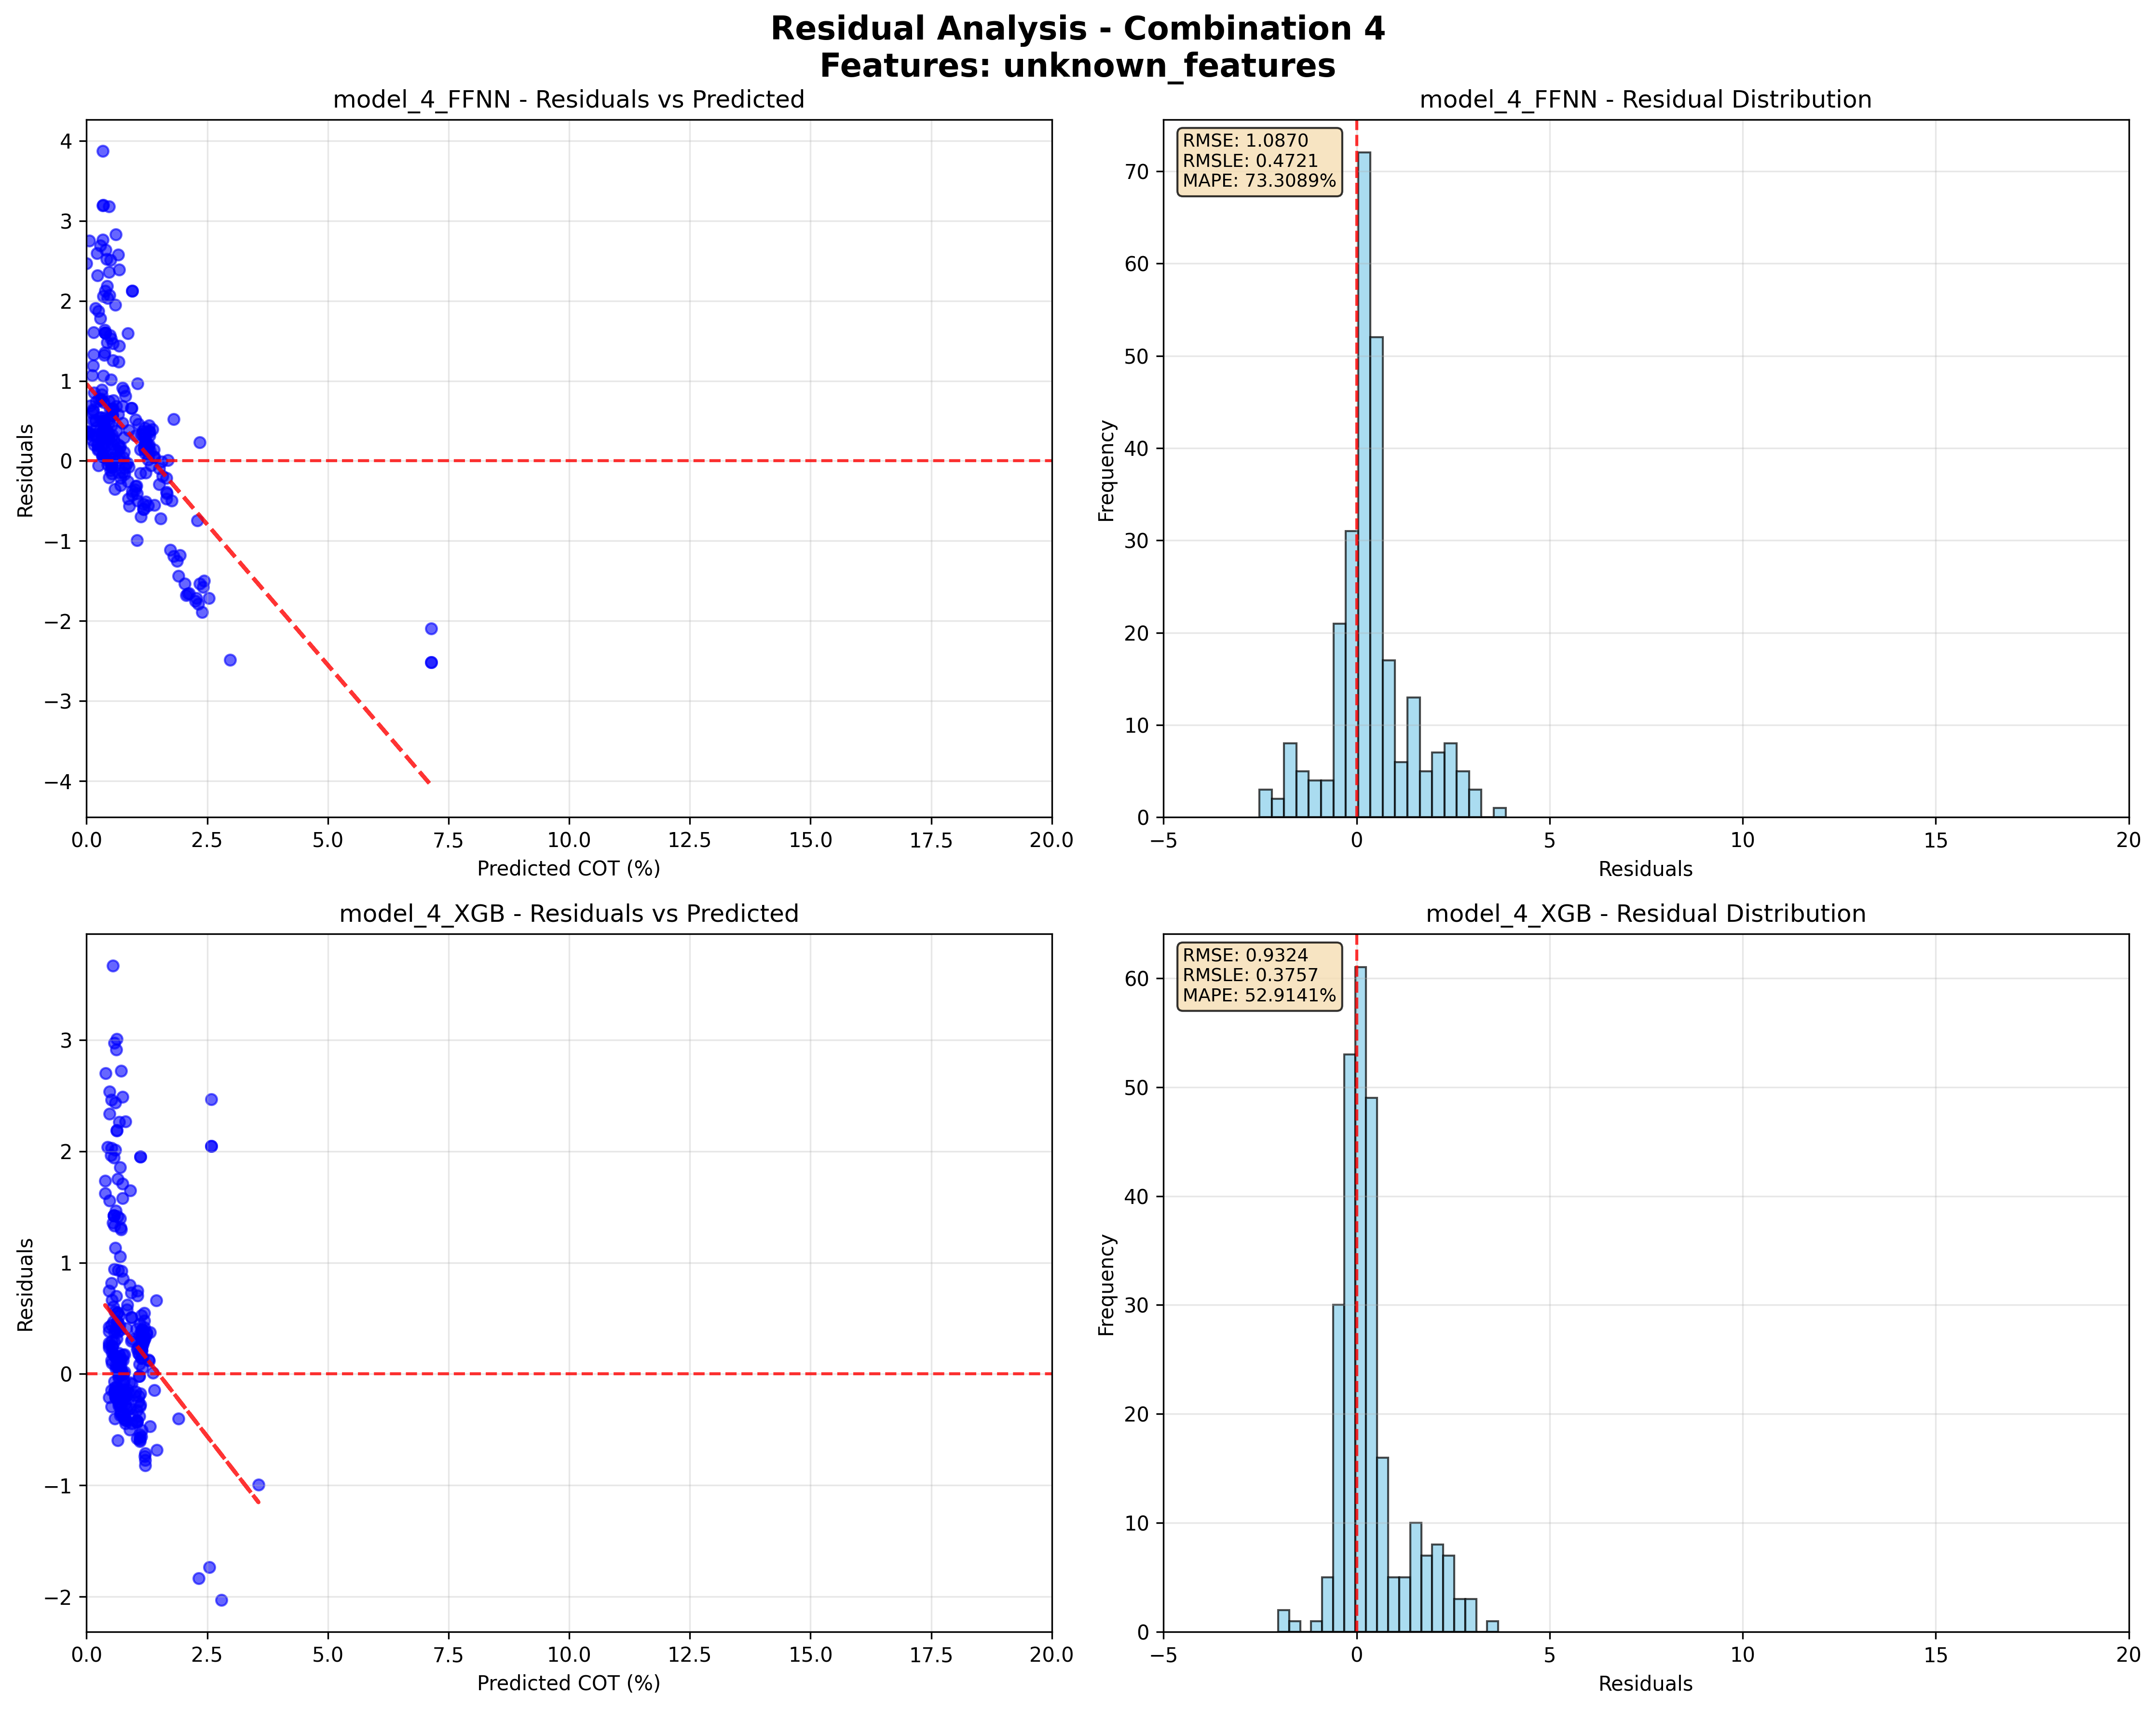 Residual Analysis - Combination 4
Features: unknown_features
model_4_FFNN - Residuals vs Predicted
4
3
2
1
0
−1
−2
−3
−4
Residuals
0.0 2.5 5.0 7.5 10.0 12.5 15.0 17.5 20.0
Predicted COT (%)
model_4_FFNN - Residual Distribution
RMSE: 1.0870
RMSLE: 0.4721
MAPE: 73.3089%
70
60
50
40
30
20
10
0
Frequency
−5 0 5 10 15 20
Residuals
model_4_XGB - Residuals vs Predicted
3
2
1
0
−1
−2
Residuals
0.0 2.5 5.0 7.5 10.0 12.5 15.0 17.5 20.0
Predicted COT (%)
model_4_XGB - Residual Distribution
RMSE: 0.9324
RMSLE: 0.3757
MAPE: 52.9141%
60
50
40
30
20
10
0
Frequency
−5 0 5 10 15 20
Residuals